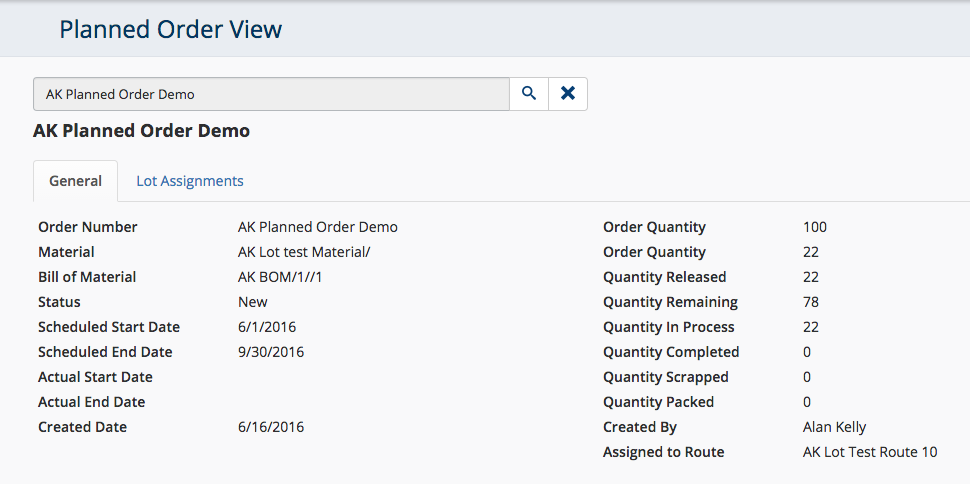 Planned Order View
AK Planned Order Demo
AK Planned Order Demo
General Lot Assignments
Order Number AK Planned Order Demo Order Quantity 100
Material AK Lot test Material/ Order Quantity 22
Bill of Material AK BOM/1//1 Quantity Released 22
Status New Quantity Remaining 78
Scheduled Start Date 6/1/2016 Quantity In Process 22
Scheduled End Date 9/30/2016 Quantity Completed 0
Actual Start Date Quantity Scrapped 0
Actual End Date Quantity Packed 0
Created Date 6/16/2016 Created By Alan Kelly
Assigned to Route AK Lot Test Route 10